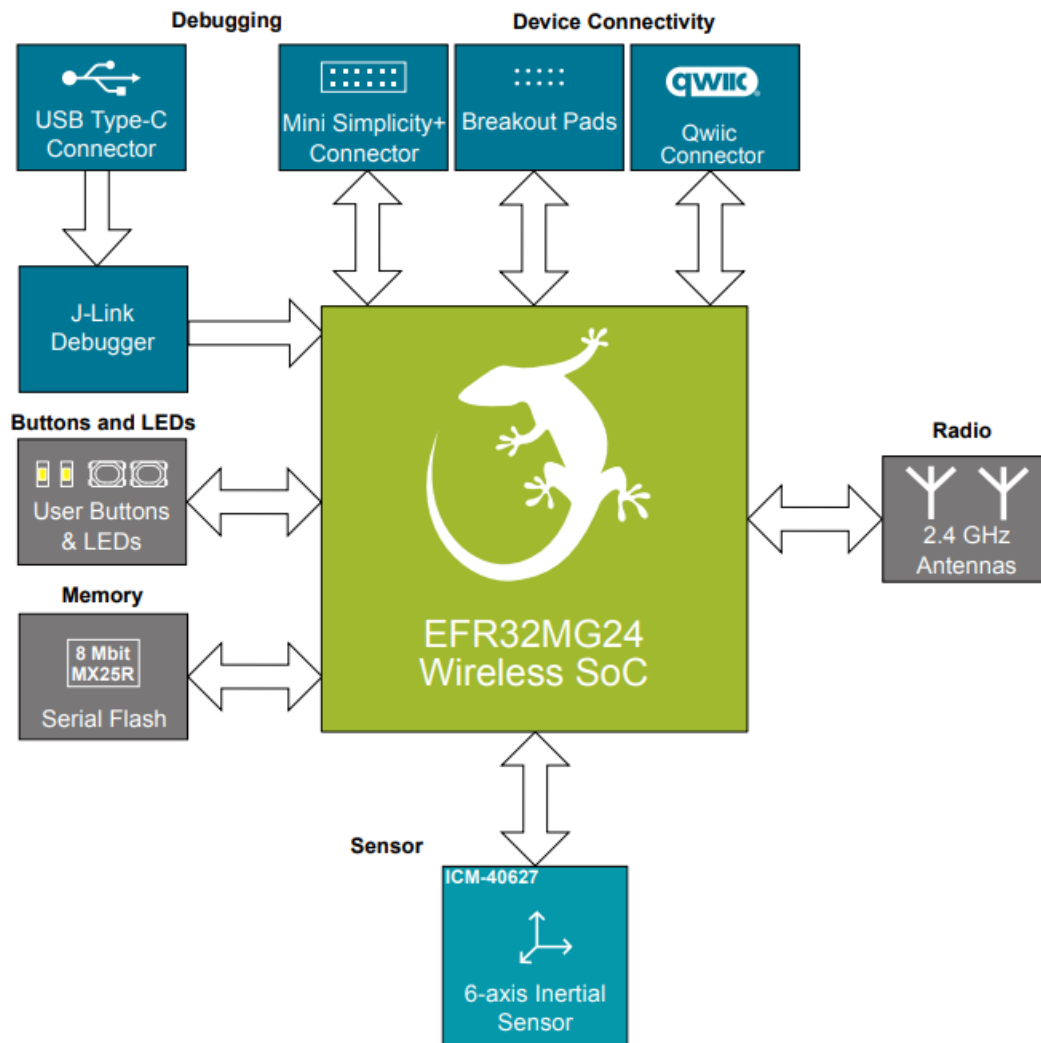 Debugging
Device Connectivity
USB Type-C
Connector
Mini Simplicity+
Connector
Breakout Pads
qwiic
Qwiic
Connector
J-Link
Debugger
Buttons and LEDs
User Buttons
& LEDs
Radio
2.4 GHz
Antennas
Memory
8 Mbit
MX25R
Serial Flash
EFR32MG24
Wireless SoC
Sensor
ICM-40627
6-axis Inertial
Sensor